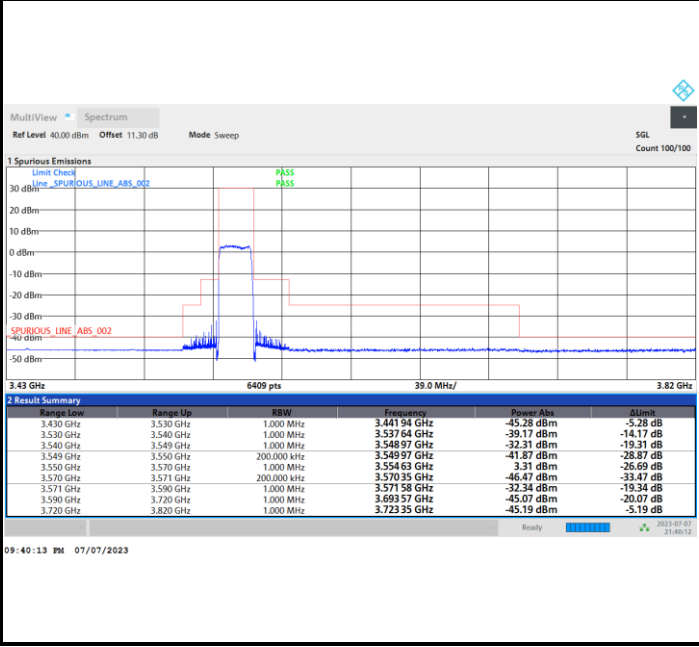 MultiView Spectrum
Ref Level 40.00 dBm Offset 11.30 dB Mode Sweep SGL
Count 100/100
1 Spurious Emissions
Limit Check PASS
Line _SPURIOUS_LINE_ABS_002 PASS
30 dBm
20 dBm
10 dBm
0 dBm
-10 dBm
-20 dBm
-30 dBm
SPURIOUS_LINE_ABS_002
-40 dBm
-50 dBm
3.43 GHz 6409 pts 39.0 MHz/ 3.82 GHz
2 Result Summary
Range Low Range Up RBW Frequency Power Abs ΔLimit
3.430 GHz 3.530 GHz 1.000 MHz 3.441 94 GHz -45.28 dBm -5.28 dB
3.530 GHz 3.540 GHz 1.000 MHz 3.537 64 GHz -39.17 dBm -14.17 dB
3.540 GHz 3.549 GHz 1.000 MHz 3.548 97 GHz -32.31 dBm -19.31 dB
3.549 GHz 3.550 GHz 200.000 kHz 3.549 97 GHz -41.87 dBm -28.87 dB
3.550 GHz 3.570 GHz 1.000 MHz 3.554 63 GHz 3.31 dBm -26.69 dB
3.570 GHz 3.571 GHz 200.000 kHz 3.570 35 GHz -46.47 dBm -33.47 dB
3.571 GHz 3.590 GHz 1.000 MHz 3.571 58 GHz -32.34 dBm -19.34 dB
3.590 GHz 3.720 GHz 1.000 MHz 3.693 57 GHz -45.07 dBm -20.07 dB
3.720 GHz 3.820 GHz 1.000 MHz 3.723 35 GHz -45.19 dBm -5.19 dB
Ready 2023-07-07
21:40:12
09:40:13 PM 07/07/2023